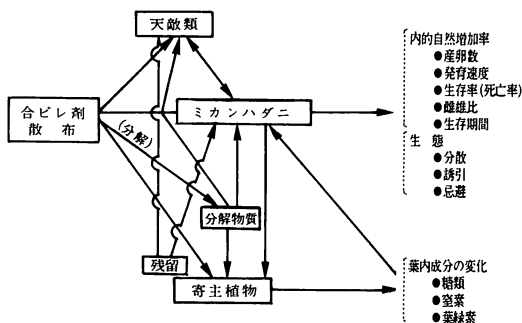 天敵類
合ピレ剤
散布
ミカンハダニ
(分解)
分解物質
残留
寄主植物
内的自然増加率
●産卵数
●発育速度
●生存率(死亡率)
●雌雄比
●生存期間
生態
●分散
●誘引
●忌避
葉内成分の変化
●糖類
●窒素
●葉緑素